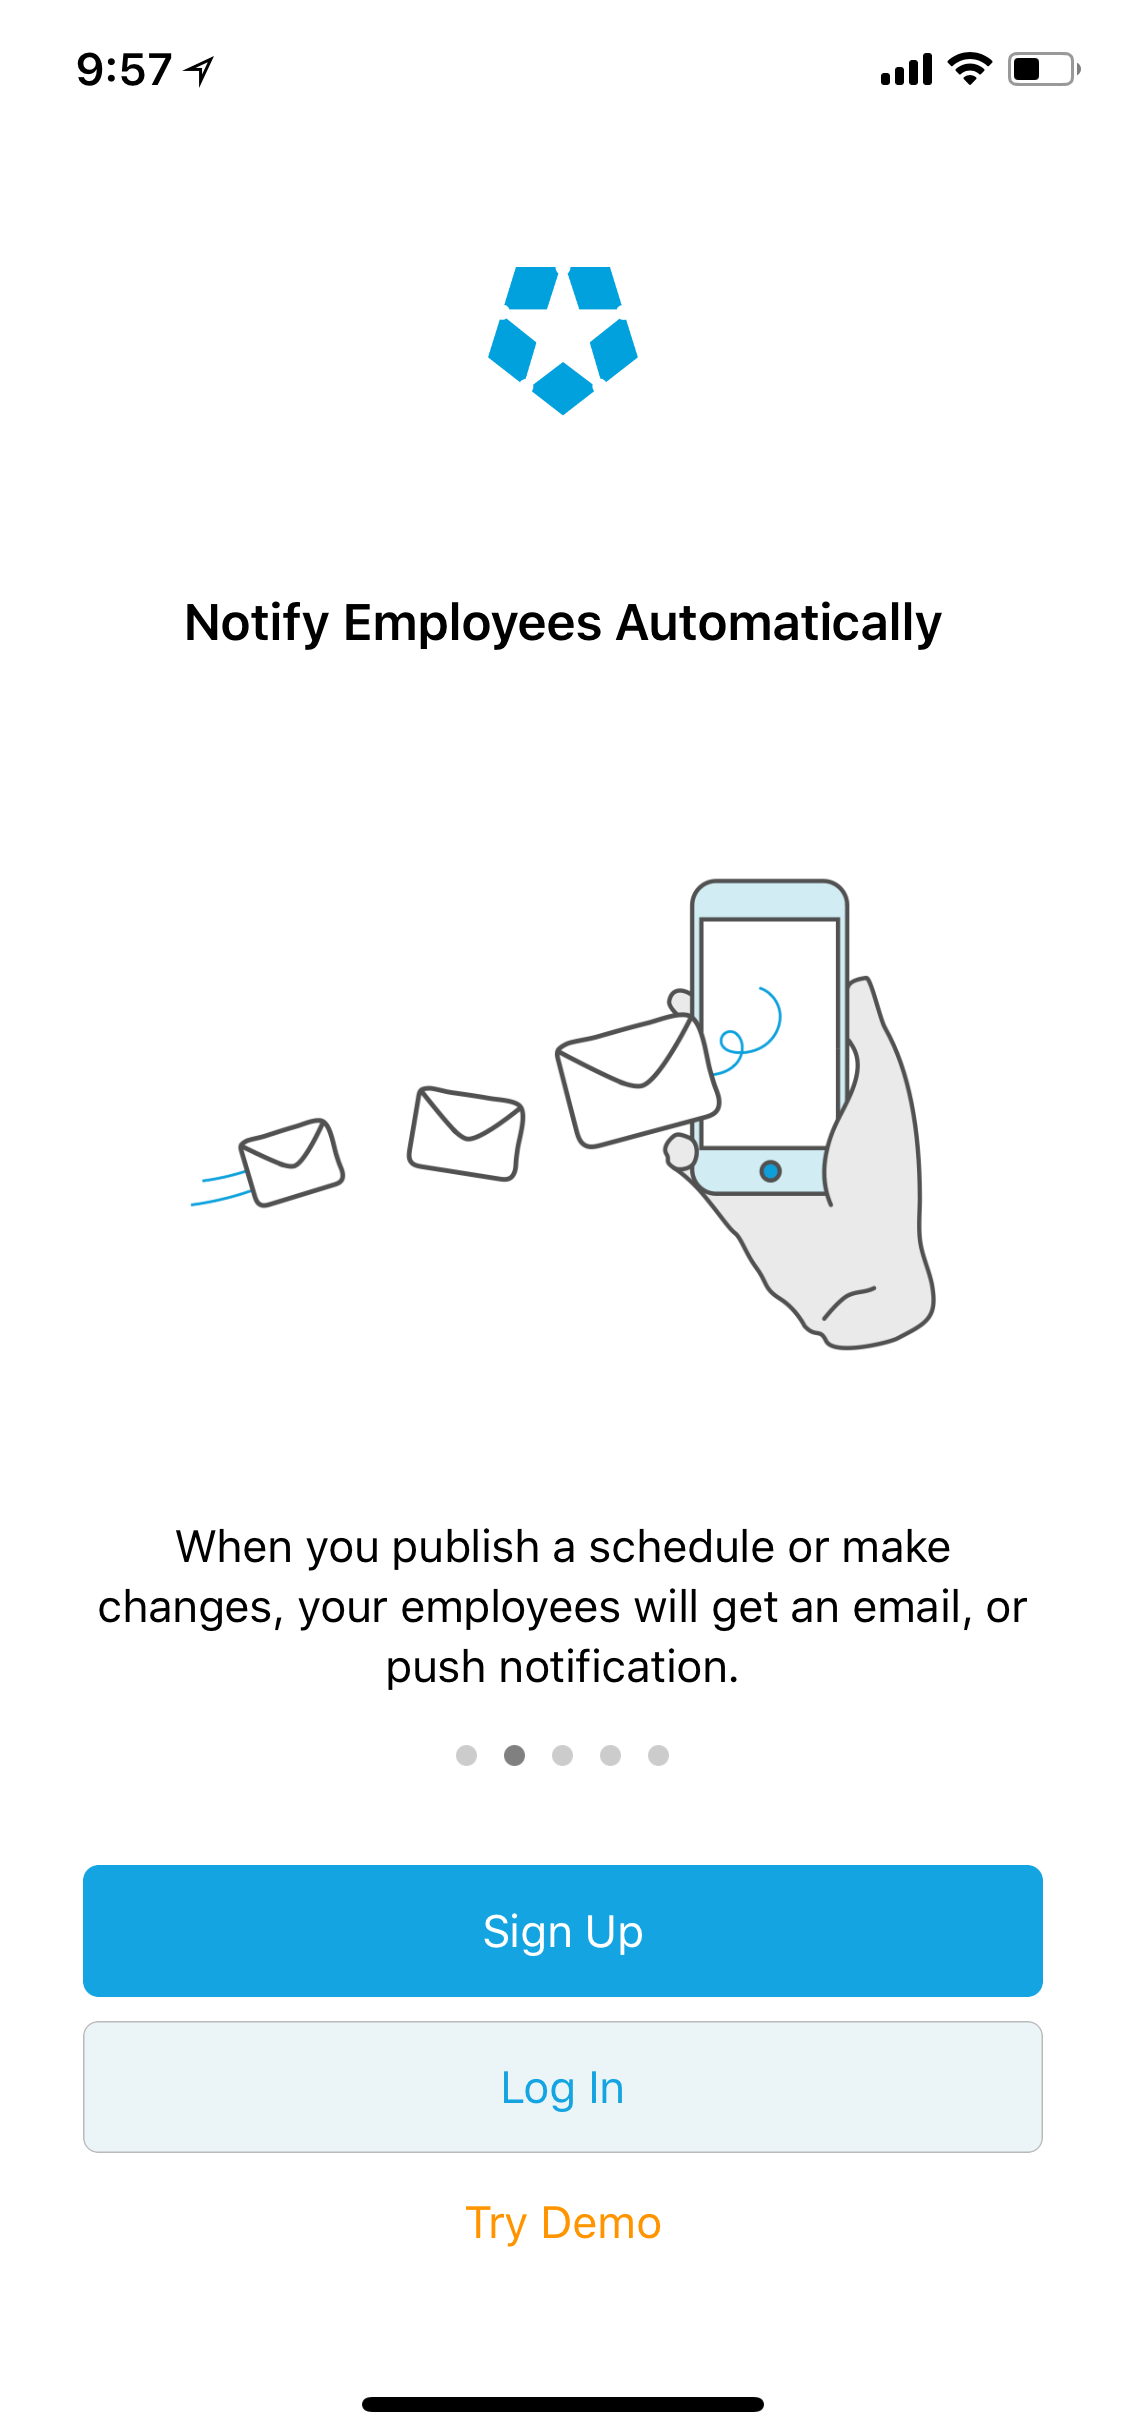 9:57
Notify Employees Automatically
When you publish a schedule or make
changes, your employees will get an email, or
push notification.
Sign Up
Log In
Try Demo